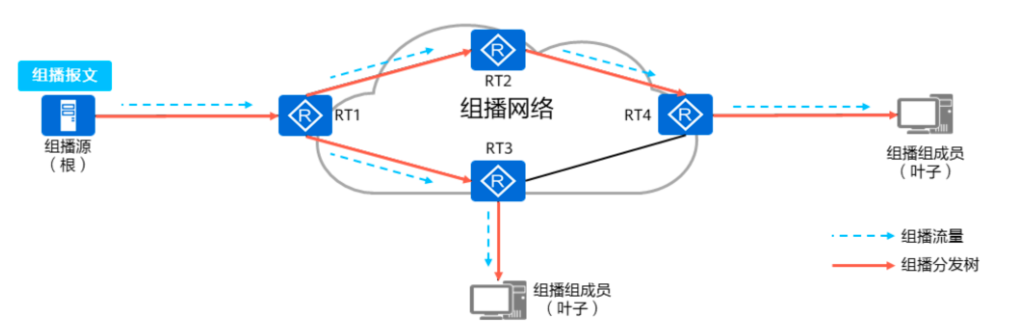 组播报文
组播源
（根）
R
RT1
R
RT2
组播网络
RT3
R
RT4
R
组播组成员
（叶子）
组播组成员
（叶子）
组播流量
组播分发树